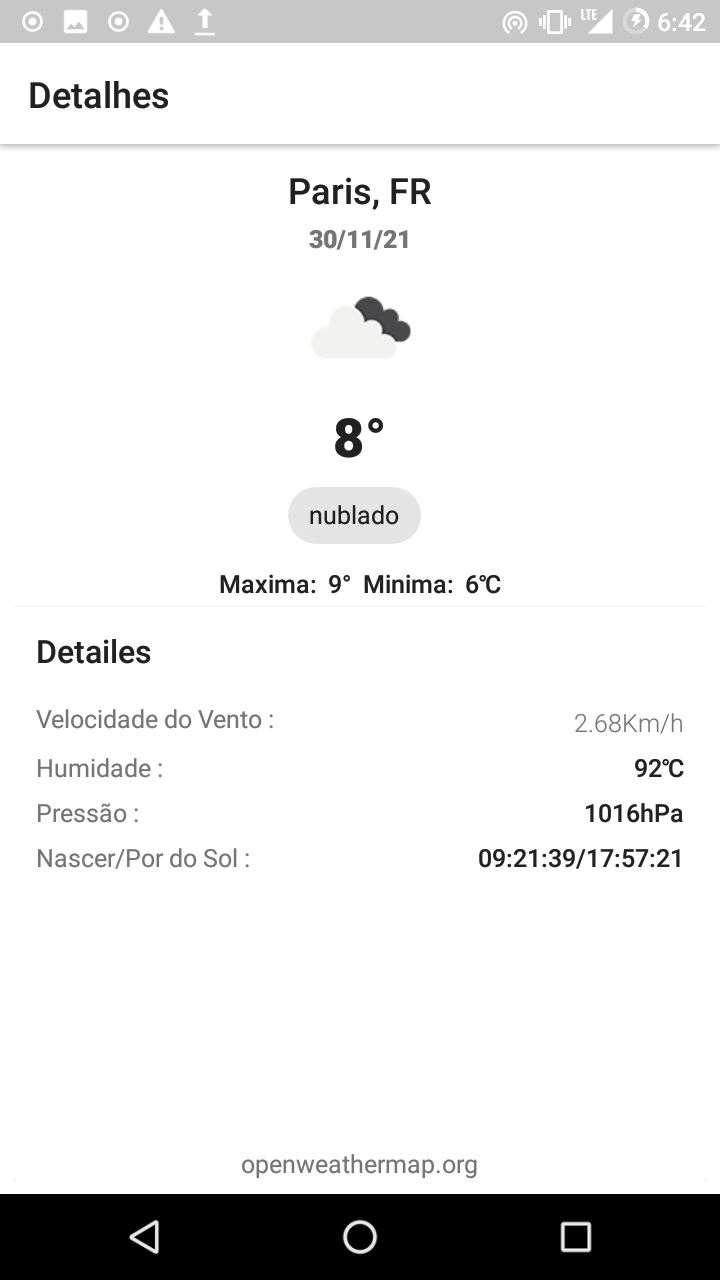 LTE 6:42
Detalhes
Paris, FR
30/11/21
8°
nublado
Maxima: 9° Minima: 6℃
Detailes
Velocidade do Vento : 2.68Km/h
Humidade : 92℃
Pressão : 1016hPa
Nascer/Por do Sol : 09:21:39/17:57:21
openweathermap.org